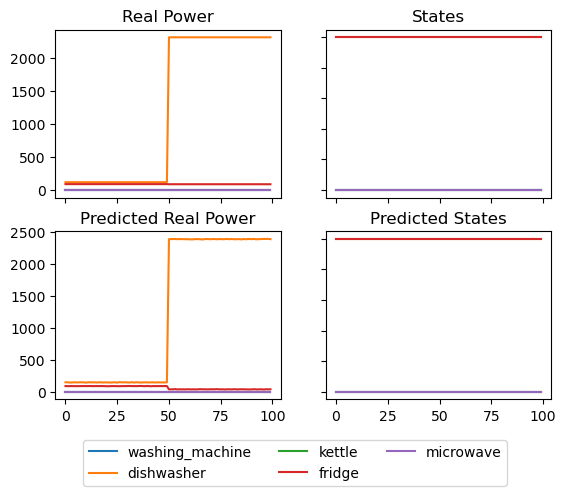 Real Power
States
2000
1500
1000
500
0
Predicted Real Power
Predicted States
2500
2000
1500
1000
500
0
0 25 50 75 100
0 25 50 75 100
washing_machine kettle microwave
dishwasher fridge